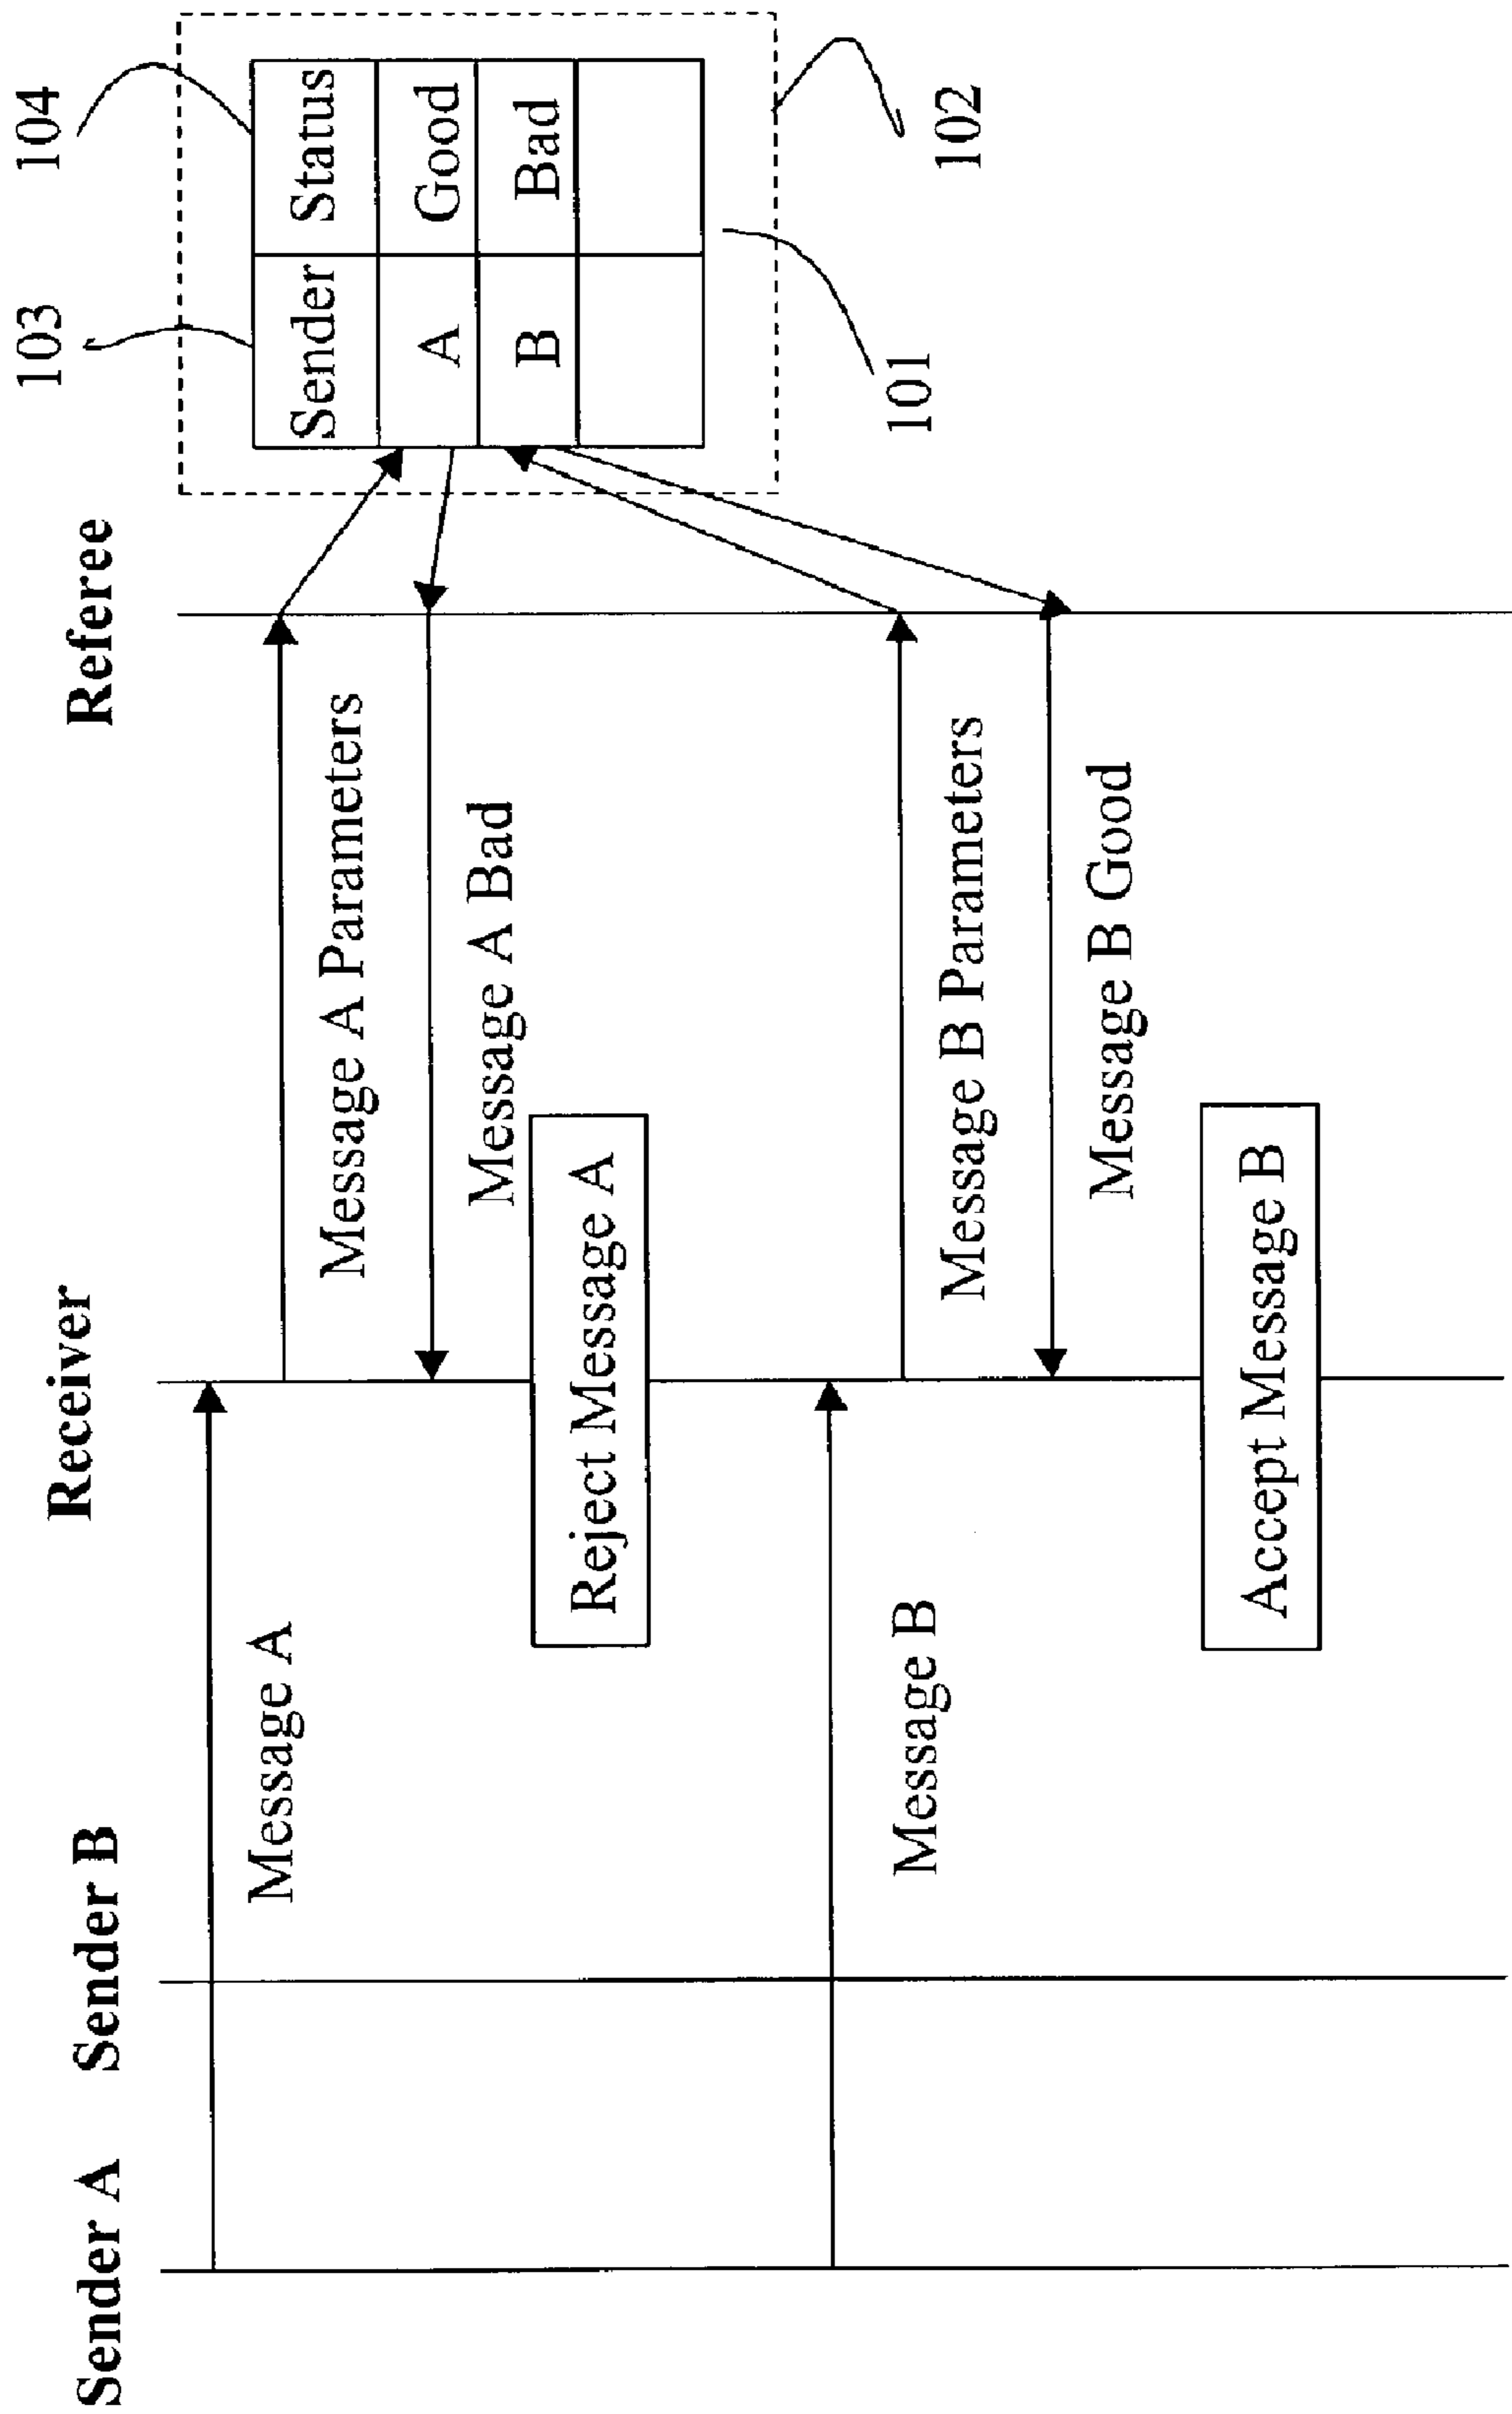 Sender A
Sender B
Receiver
Referee
103
104
Sender Status
A Good
B Bad
101
102
Message A
Message A Parameters
Message A Bad
Reject Message A
Message B
Message B Parameters
Message B Good
Accept Message B